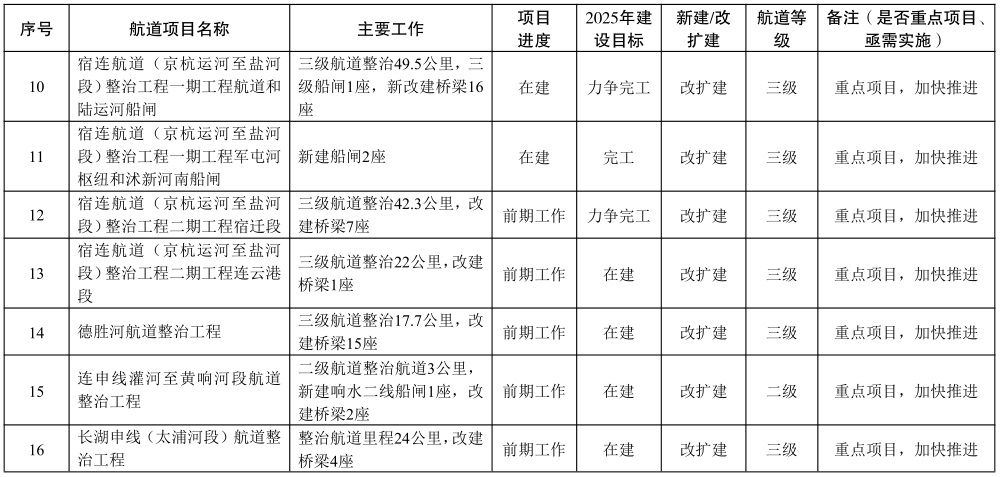 序号 航道项目名称 主要工作 项目进度 2025年建设目标 新建/改扩建 航道等级 备注（是否重点项目、亟需实施）
10 宿连航道（京杭运河至盐河段）整治工程一期工程航道和陆运河船闸 三级航道整治49.5公里，三级船闸1座，新改建桥梁16座 在建 力争完工 改扩建 三级 重点项目，加快推进
11 宿连航道（京杭运河至盐河段）整治工程一期工程军屯河枢纽和沭新河南船闸 新建船闸2座 在建 完工 改扩建 三级 重点项目，加快推进
12 宿连航道（京杭运河至盐河段）整治工程二期工程宿迁段 三级航道整治42.3公里，改建桥梁7座 前期工作 力争完工 改扩建 三级 重点项目，加快推进
13 宿连航道（京杭运河至盐河段）整治工程二期工程连云港段 三级航道整治22公里，改建桥梁1座 前期工作 在建 改扩建 三级 重点项目，加快推进
14 德胜河航道整治工程 三级航道整治17.7公里，改建桥梁15座 前期工作 在建 改扩建 三级 重点项目，加快推进
15 连申线灌河至黄响河段航道整治工程 二级航道整治航道3公里，新建响水二线船闸1座，改建桥梁2座 前期工作 在建 改扩建 二级 重点项目，加快推进
16 长湖申线（太浦河段）航道整治工程 整治航道里程24公里，改建桥梁4座 前期工作 在建 改扩建 三级 重点项目，加快推进